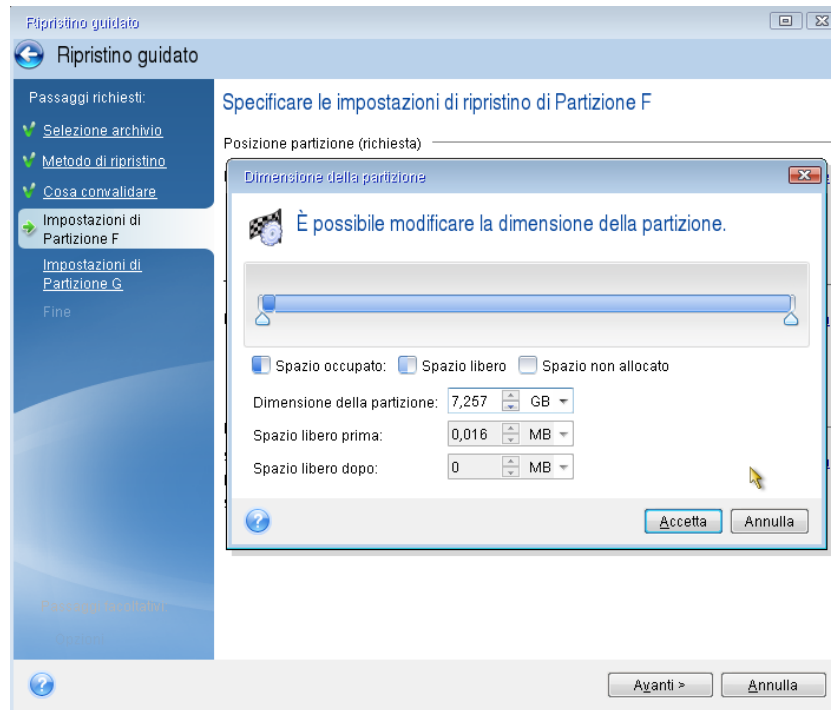 Ripristino guidato
Ripristino guidato
Passaggi richiesti:
Selezione archivio
Metodo di ripristino
Cosa convalidare
Impostazioni di
Partizione F
Impostazioni di
Partizione G
Fine
Specificare le impostazioni di ripristino di Partizione F
Posizione partizione (richiesta)
Dimensione della partizione
È possibile modificare la dimensione della partizione.
Spazio occupato: Spazio libero Spazio non allocato
Dimensione della partizione: 7,257 GB
Spazio libero prima: 0,016 MB
Spazio libero dopo: 0 MB
Accetta Annulla
Avanti > Annulla